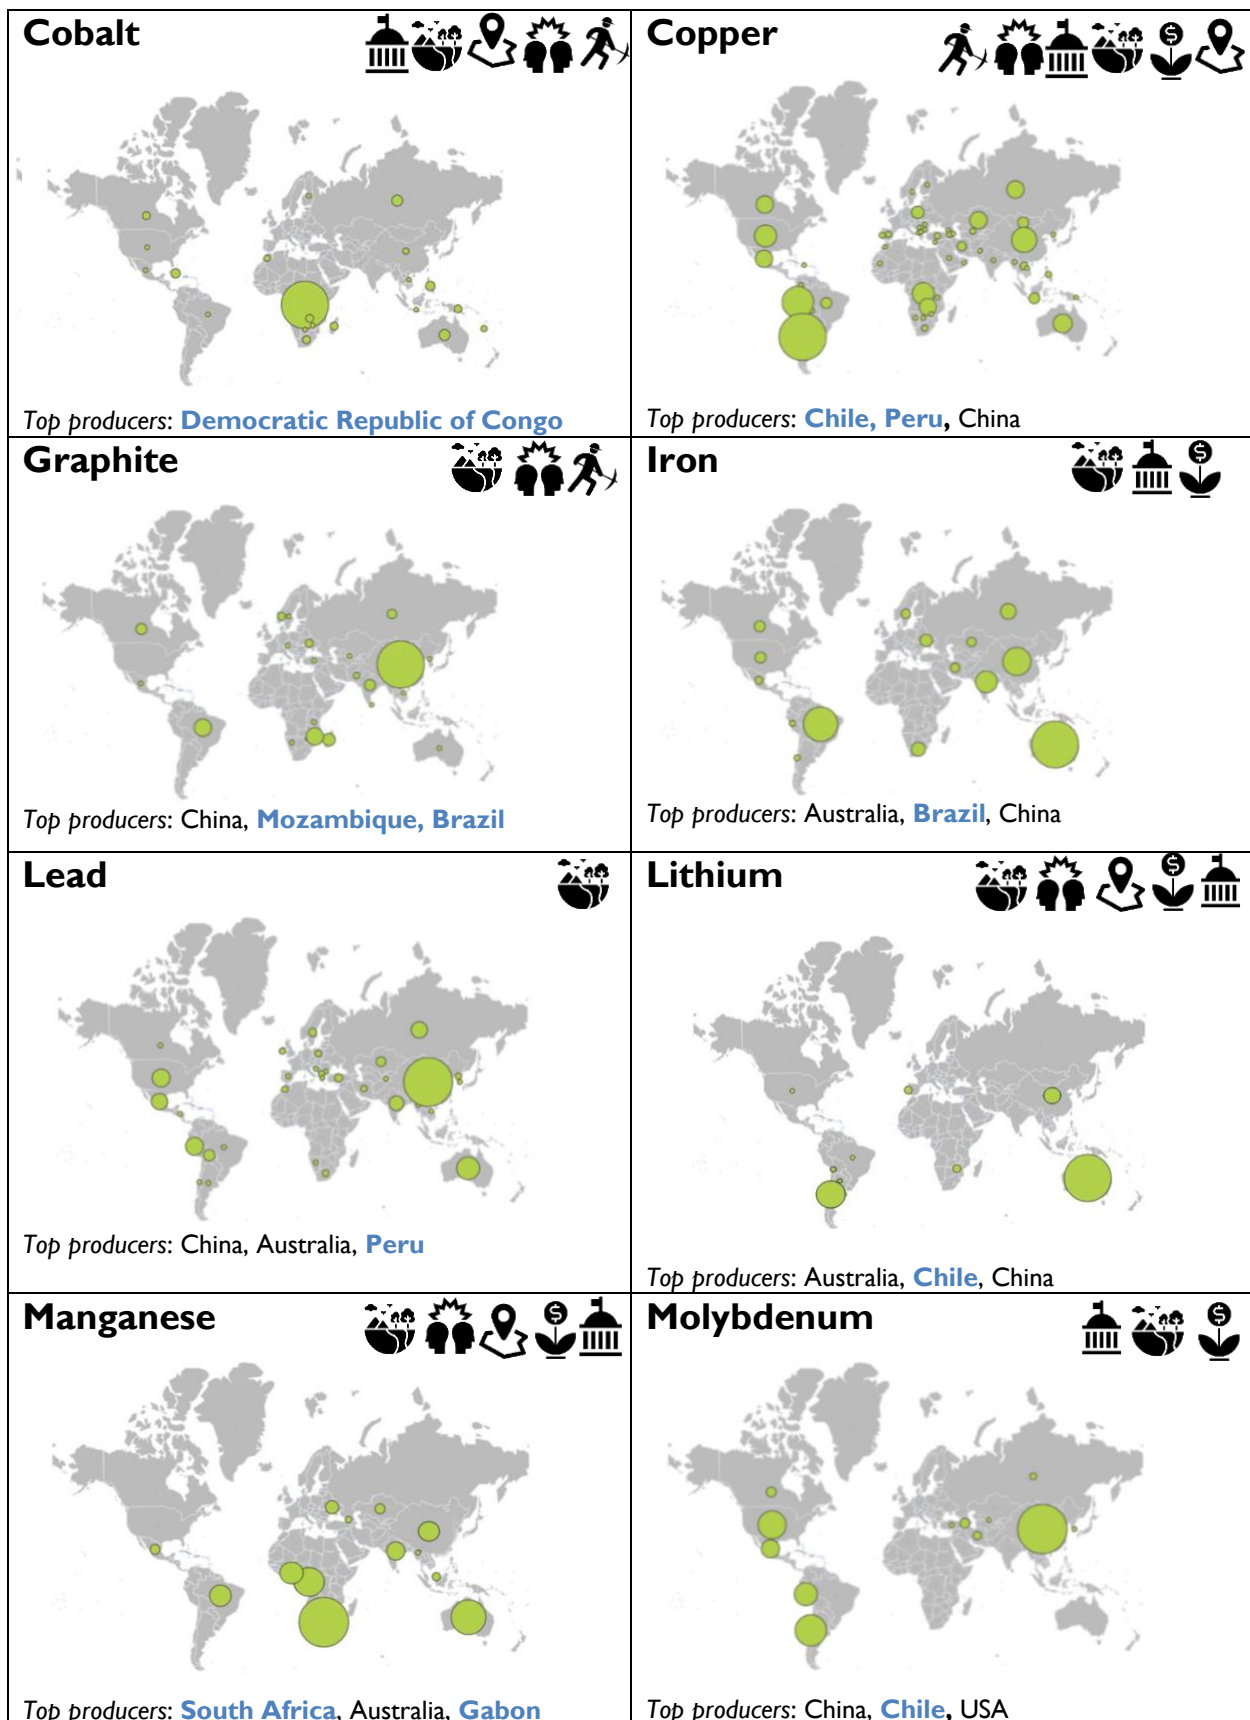 Cobalt
Top producers: Democratic Republic of Congo
Copper
Top producers: Chile, Peru, China
Graphite
Top producers: China, Mozambique, Brazil
Iron
Top producers: Australia, Brazil, China
Lead
Top producers: China, Australia, Peru
Lithium
Top producers: Australia, Chile, China
Manganese
Top producers: South Africa, Australia, Gabon
Molybdenum
Top producers: China, Chile, USA